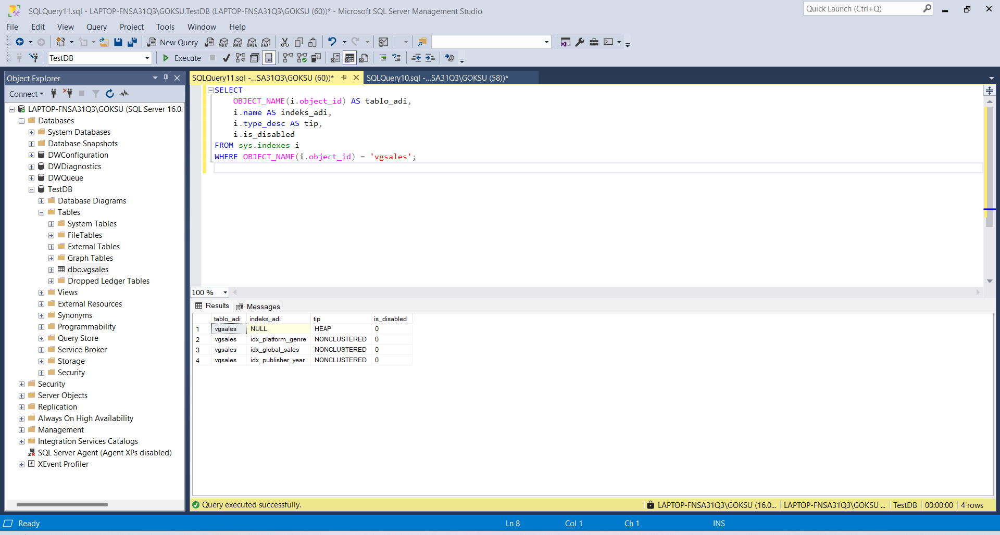 SQLQuery11.sql - LAPTOP-FNSA31Q3\GOKSU.TestDB (LAPTOP-FNSA31Q3\GOKSU (60))* - Microsoft SQL Server Management Studio
Quick Launch (Ctrl+Q)
File Edit View Query Project Tools Window Help
New Query MDX DMX XMLA DAX
TestDB Execute
Object Explorer
Connect
LAPTOP-FNSA31Q3\GOKSU (SQL Server 16.0.
Databases
System Databases
Database Snapshots
DWConfiguration
DWDiagnostics
DWQueue
TestDB
Database Diagrams
Tables
System Tables
FileTables
External Tables
Graph Tables
dbo.vgsales
Dropped Ledger Tables
Views
External Resources
Synonyms
Programmability
Query Store
Service Broker
Storage
Security
Security
Server Objects
Replication
Always On High Availability
Management
Integration Services Catalogs
SQL Server Agent (Agent XPs disabled)
XEvent Profiler
SQLQuery11.sql -...SA31Q3\GOKSU (60))* SQLQuery10.sql -...SA31Q3\GOKSU (58))*
SELECT
OBJECT_NAME(i.object_id) AS tablo_adi,
i.name AS indeks_adi,
i.type_desc AS tip,
i.is_disabled
FROM sys.indexes i
WHERE OBJECT_NAME(i.object_id) = 'vgsales';
100 %
Results Messages
tablo_adi indeks_adi tip is_disabled
1 vgsales NULL HEAP 0
2 vgsales idx_platform_genre NONCLUSTERED 0
3 vgsales idx_global_sales NONCLUSTERED 0
4 vgsales idx_publisher_year NONCLUSTERED 0
Query executed successfully. LAPTOP-FNSA31Q3\GOKSU (16.0... LAPTOP-FNSA31Q3\GOKSU ... TestDB 00:00:00 4 rows
Ready Ln 8 Col 1 Ch 1 INS